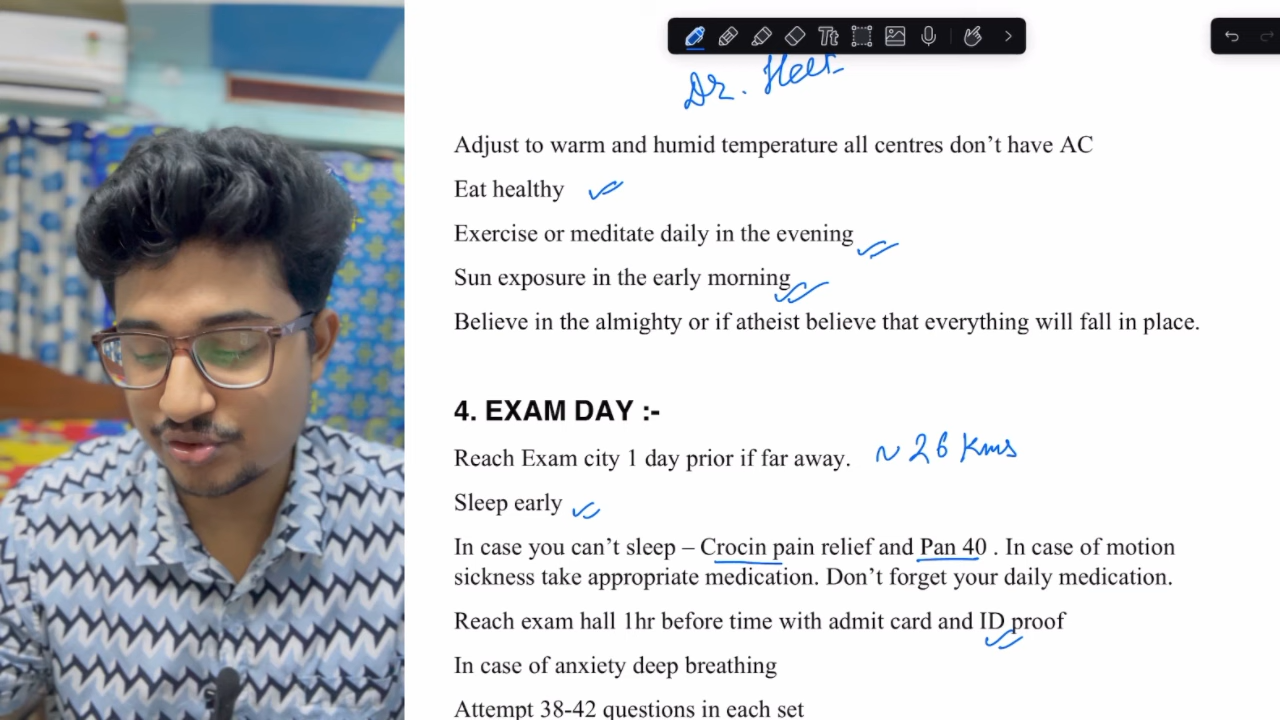 Tt
Dr.
Adjust to warm and humid temperature all centres don’t have AC
Eat healthy
Exercise or meditate daily in the evening
Sun exposure in the early morning
Believe in the almighty or if atheist believe that everything will fall in place.
4. EXAM DAY :-
Reach Exam city 1 day prior if far away. ~ 26 Kms
Sleep early
In case you can’t sleep – Crocin pain relief and Pan 40 . In case of motion
sickness take appropriate medication. Don’t forget your daily medication.
Reach exam hall 1hr before time with admit card and ID proof
In case of anxiety deep breathing
Attempt 38-42 questions in each set